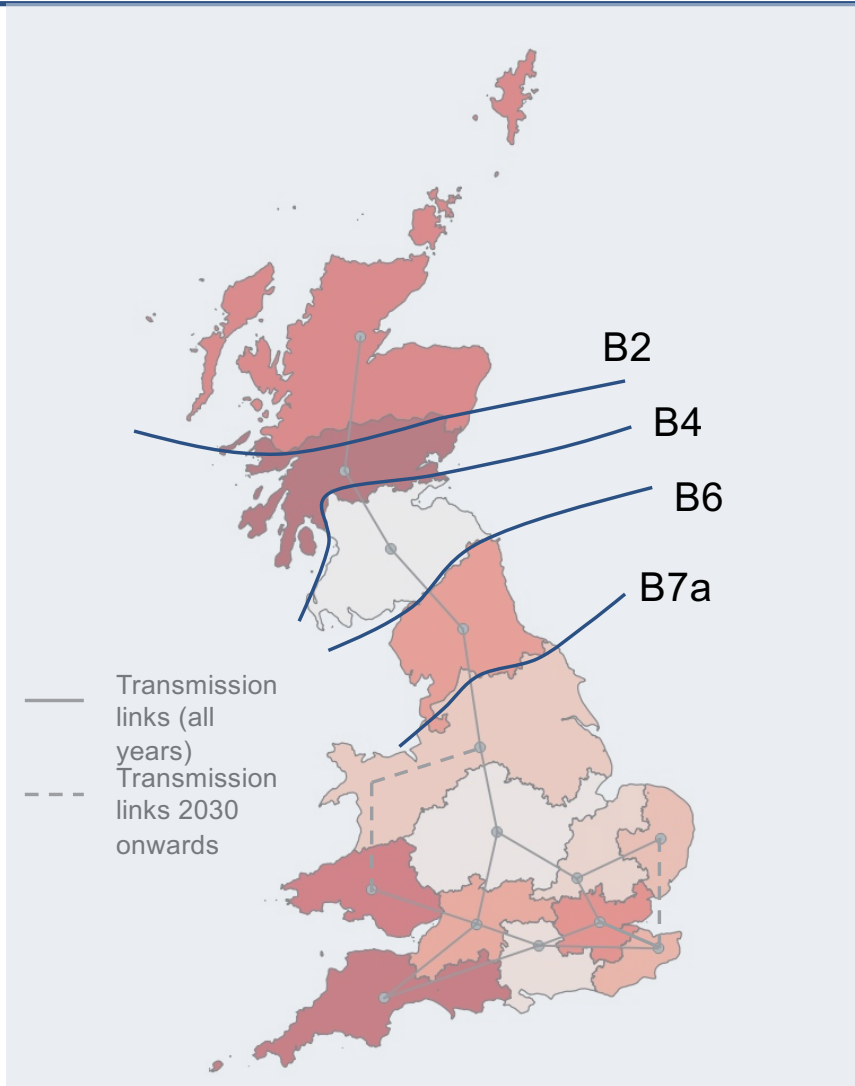 B2
B4
B6
B7a
Transmission
links (all
years)
Transmission
links 2030
onwards